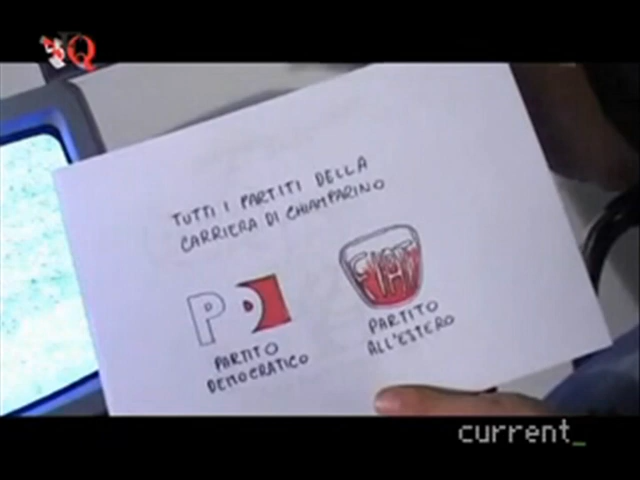 Q
TUTTI I PARTITI DELLA
CARRIERA DI CHIAMPARINO
PD
PARTITO
DEMOCRATICO
FIAT
PARTITO
ALL'ESTERO
current_